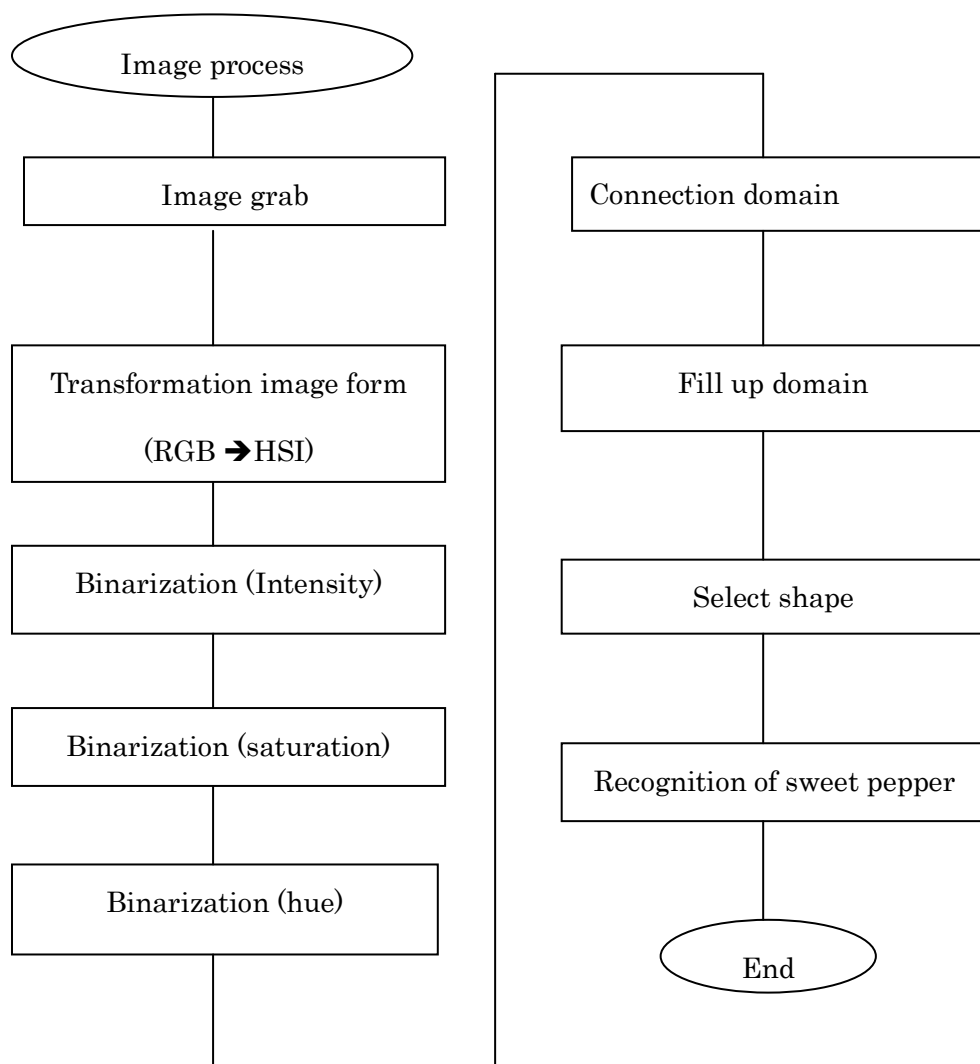 Image process
Image grab
Transformation image form
(RGB ➔HSI)
Binarization (Intensity)
Binarization (saturation)
Binarization (hue)
Connection domain
Fill up domain
Select shape
Recognition of sweet pepper
End